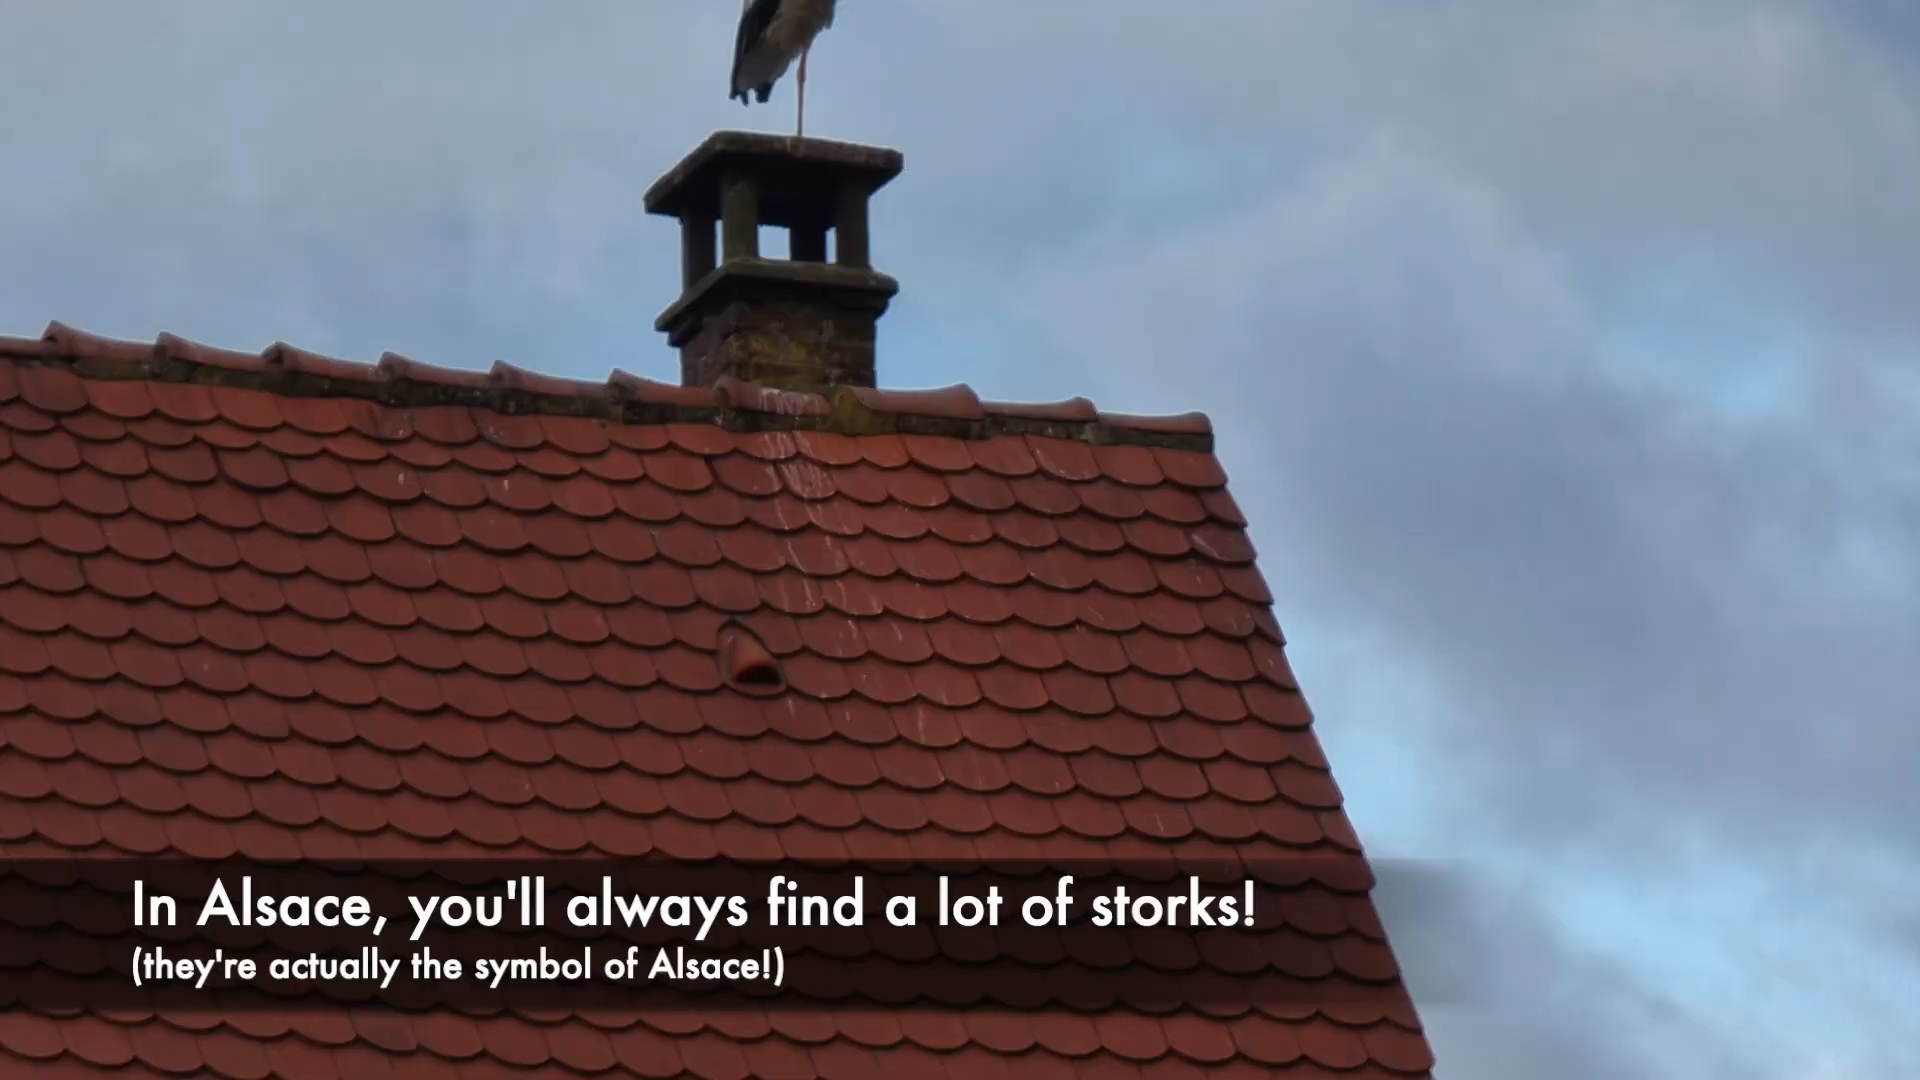 In Alsace, you'll always find a lot of storks!
(they're actually the symbol of Alsace!)